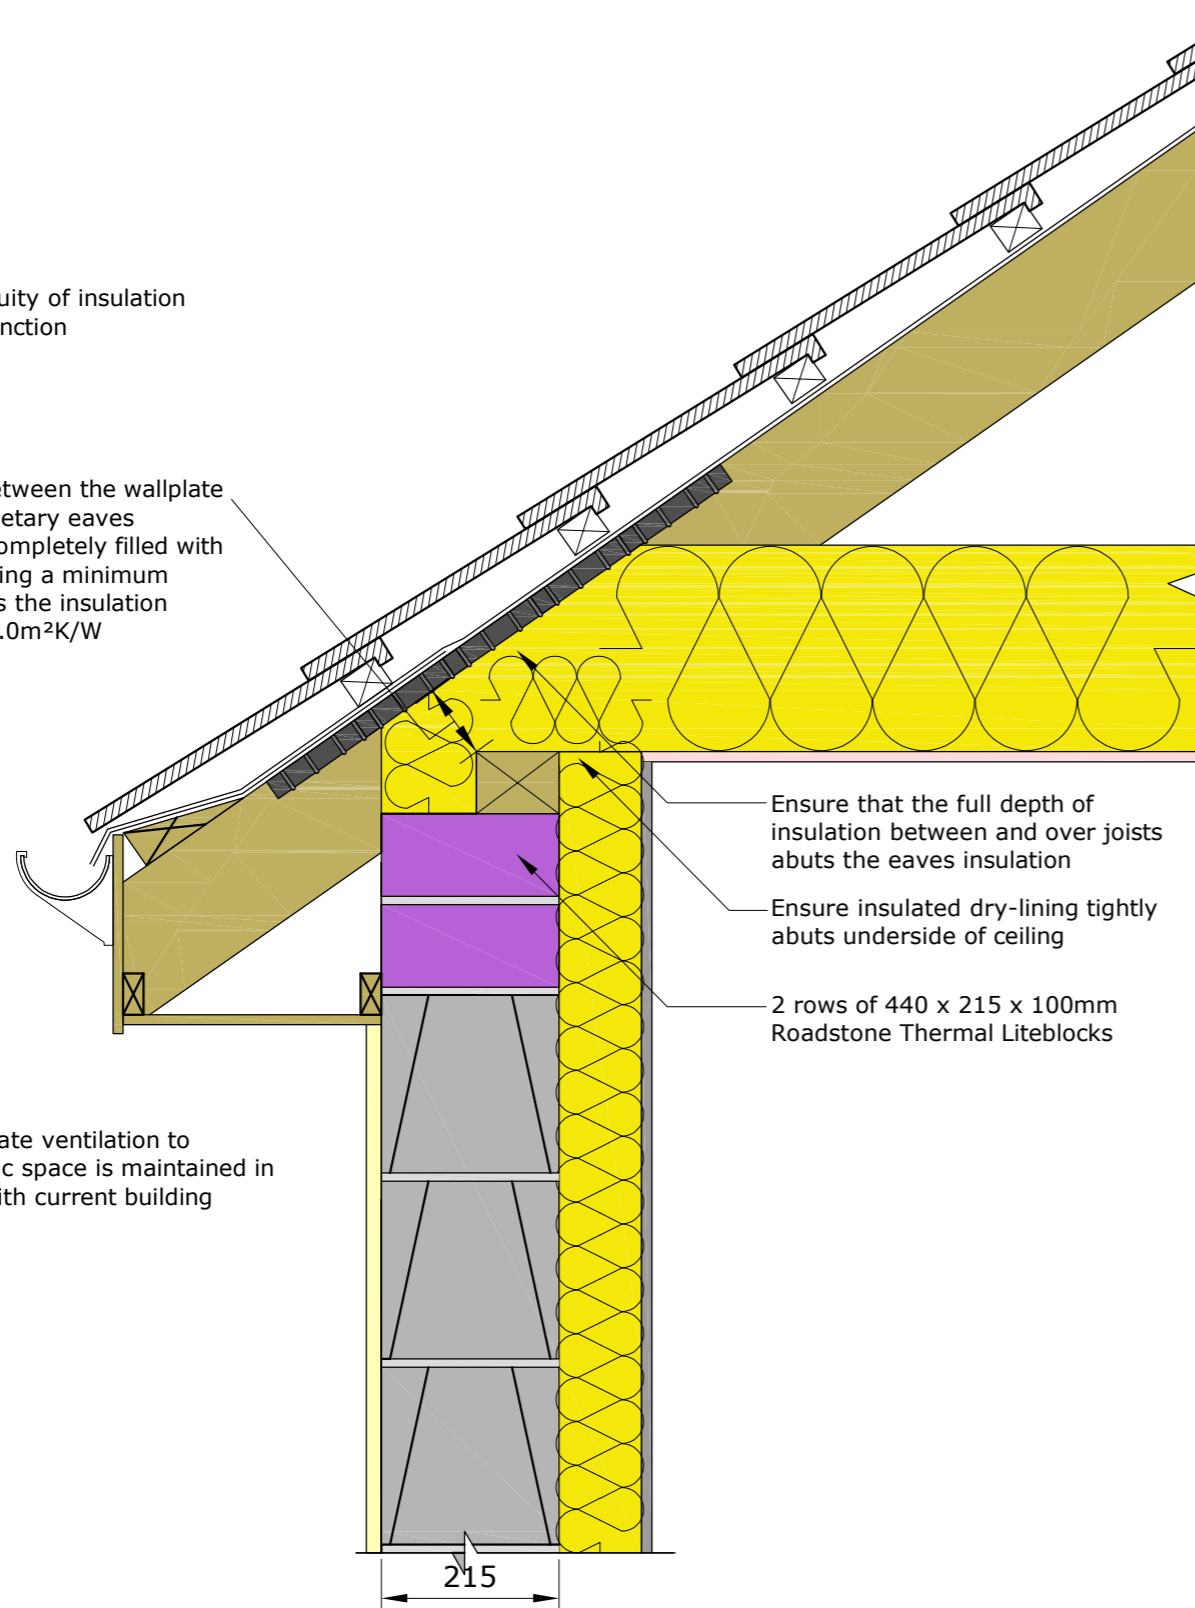 uity of insulation
nction
etween the wallplate
etary eaves
ompletely filled with
ing a minimum
s the insulation
.0m²K/W
Ensure that the full depth of
insulation between and over joists
abuts the eaves insulation
Ensure insulated dry-lining tightly
abuts underside of ceiling
2 rows of 440 x 215 x 100mm
Roadstone Thermal Liteblocks
ate ventilation to
c space is maintained in
ith current building
215